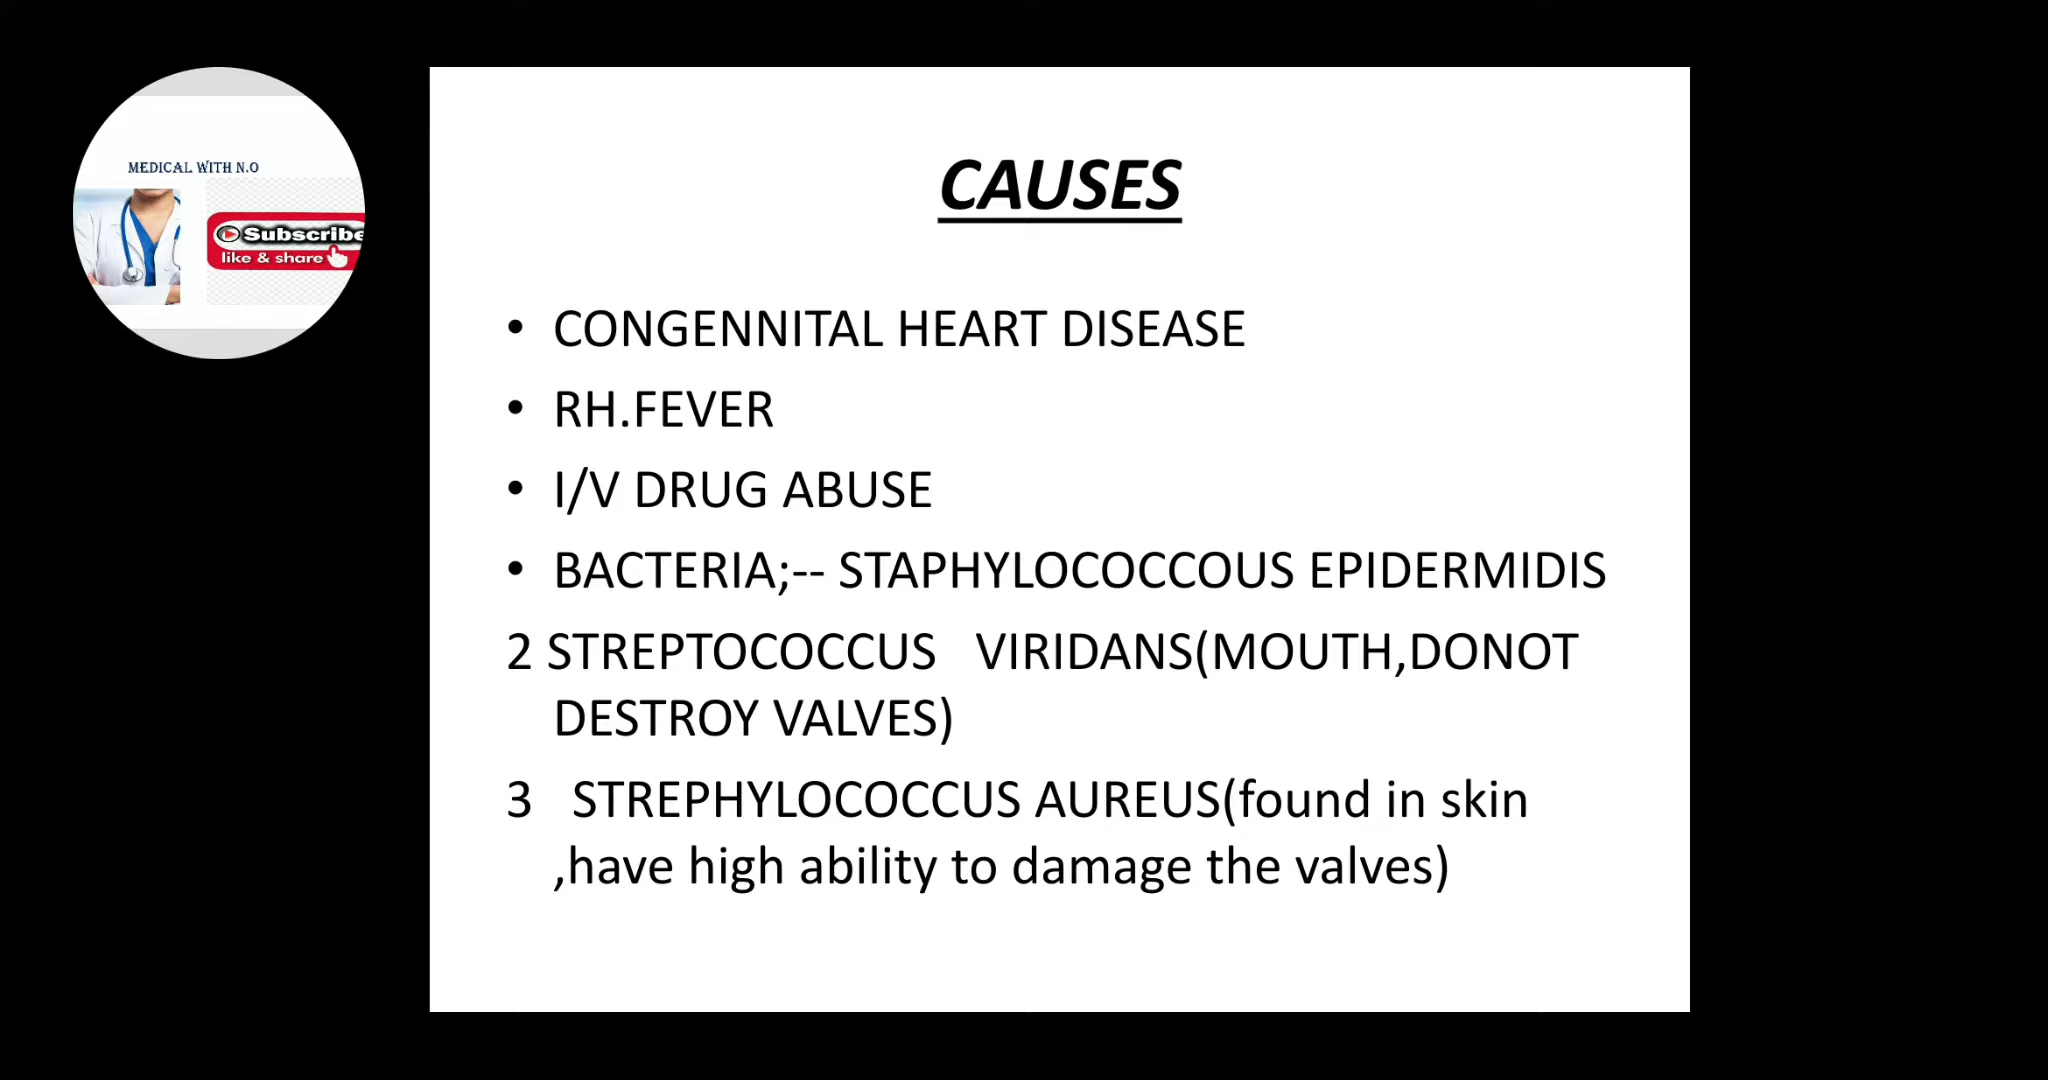 MEDICAL WITH N.O
Subscribe
like & share
CAUSES
• CONGENNITAL HEART DISEASE
• RH.FEVER
• I/V DRUG ABUSE
• BACTERIA;-- STAPHYLOCOCCOUS EPIDERMIDIS
2 STREPTOCOCCUS VIRIDANS(MOUTH,DONOT
DESTROY VALVES)
3 STREPHYLOCOCCUS AUREUS(found in skin
,have high ability to damage the valves)